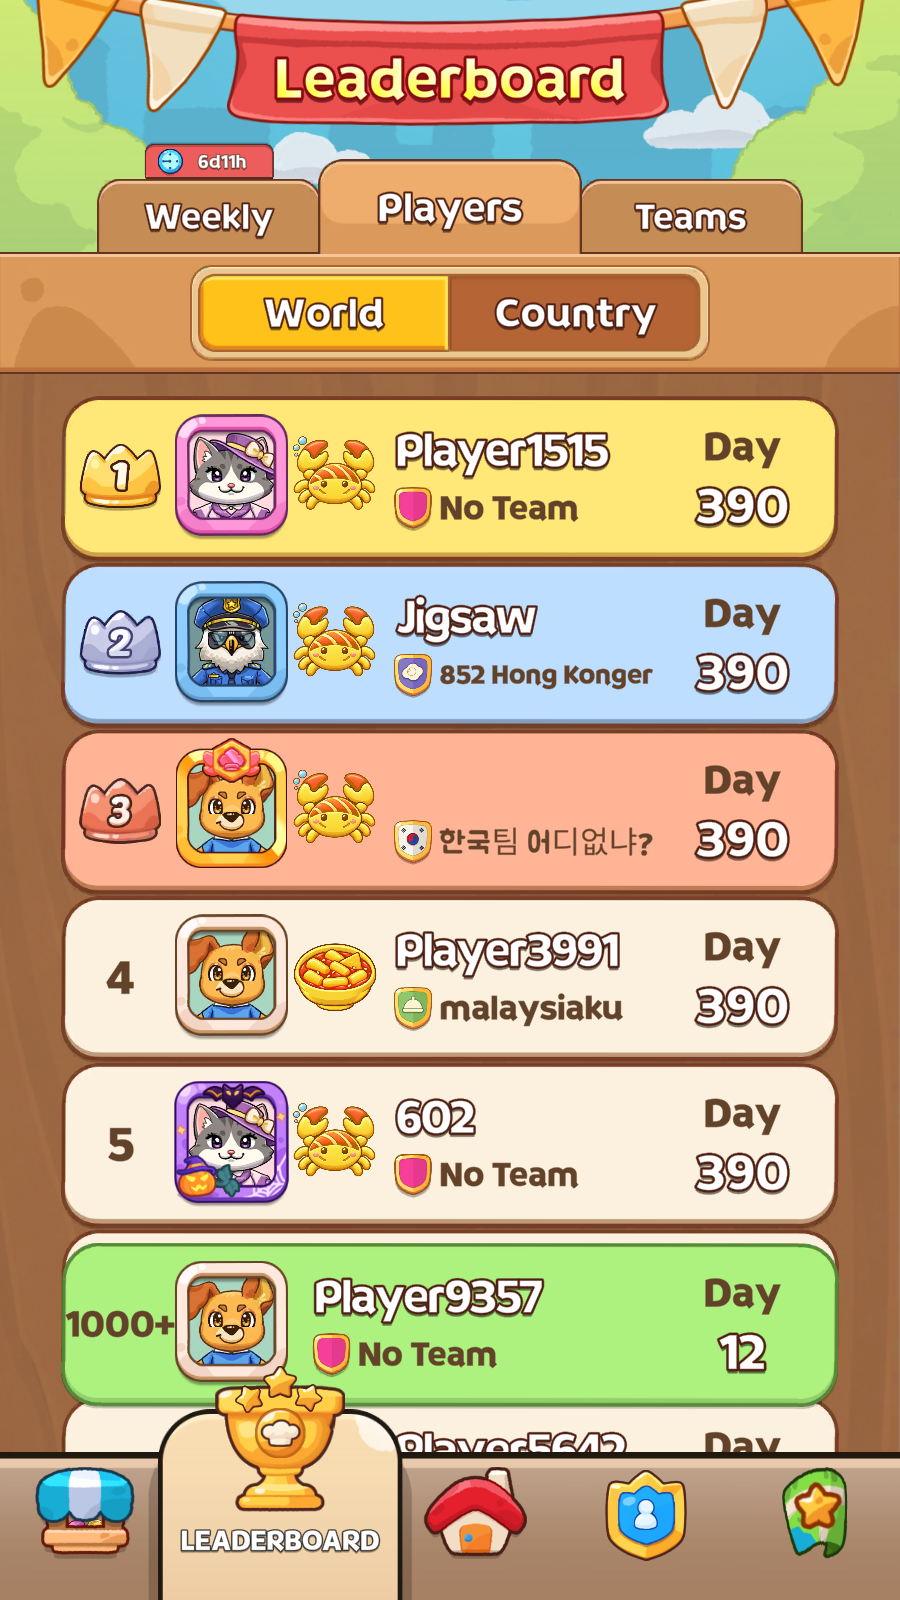 Leaderboard
6d11h
Weekly
Players
Teams
World
Country
1
Player1515
No Team
Day
390
2
Jigsaw
852 Hong Konger
Day
390
3
한국팀 어디없냐?
Day
390
4
Player3991
malaysiaku
Day
390
5
602
No Team
Day
390
1000+
Player9357
No Team
Day
12
Player5642
Day
LEADERBOARD